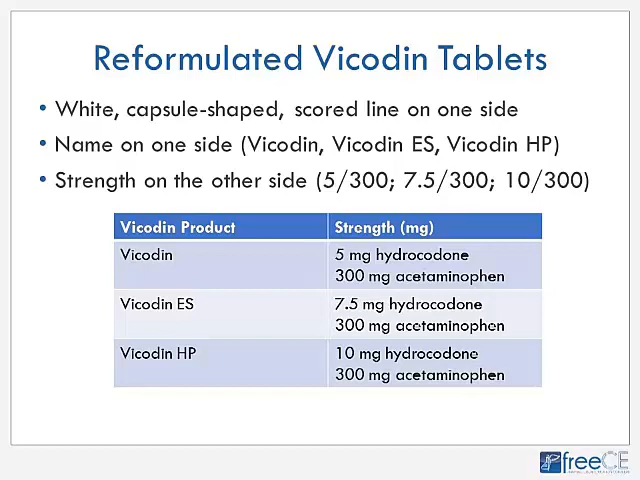 Reformulated Vicodin Tablets
• White, capsule-shaped, scored line on one side
• Name on one side (Vicodin, Vicodin ES, Vicodin HP)
• Strength on the other side (5/300; 7.5/300; 10/300)
Vicodin Product Strength (mg)
Vicodin 5 mg hydrocodone
300 mg acetaminophen
Vicodin ES 7.5 mg hydrocodone
300 mg acetaminophen
Vicodin HP 10 mg hydrocodone
300 mg acetaminophen
freeCE